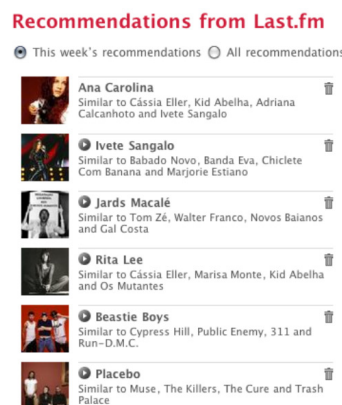 Recommendations from Last.fm
This week's recommendations All recommendations
Ana Carolina
Similar to Cássia Eller, Kid Abelha, Adriana
Calcanhoto and Ivete Sangalo
Ivete Sangalo
Similar to Babado Novo, Banda Eva, Chiclete
Com Banana and Marjorie Estiano
Jards Macalé
Similar to Tom Zé, Walter Franco, Novos Baianos
and Gal Costa
Rita Lee
Similar to Cássia Eller, Marisa Monte, Kid Abelha
and Os Mutantes
Beastie Boys
Similar to Cypress Hill, Public Enemy, 311 and
Run-D.M.C.
Placebo
Similar to Muse, The Killers, The Cure and Trash
Palace